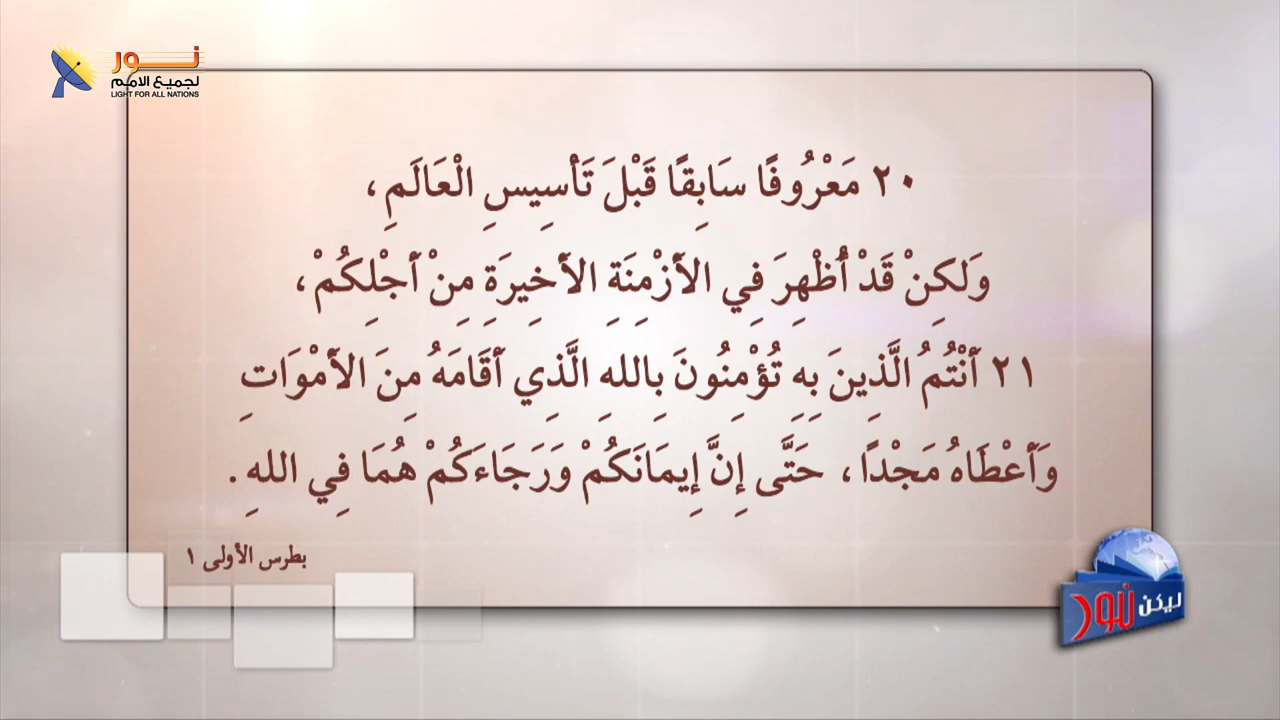 نور
لجميع الامم
LIGHT FOR ALL NATIONS
٢٠ مَعْرُوفًا سَابِقًا قَبْلَ تَأْسِيسِ الْعَالَمِ،
وَلكِنْ قَدْ أُظْهِرَ فِي الأَزْمِنَةِ الأَخِيرَةِ مِنْ أَجْلِكُمْ،
٢١ أَنْتُمُ الَّذِينَ بِهِ تُؤْمِنُونَ بِاللهِ الَّذِي أَقَامَهُ مِنَ الأَمْوَاتِ
وَأَعْطَاهُ مَجْدًا، حَتَّى إِنَّ إِيمَانَكُمْ وَرَجَاءَكُمْ هُمَا فِي اللهِ.
بطرس الأولى ١
ليكن نور